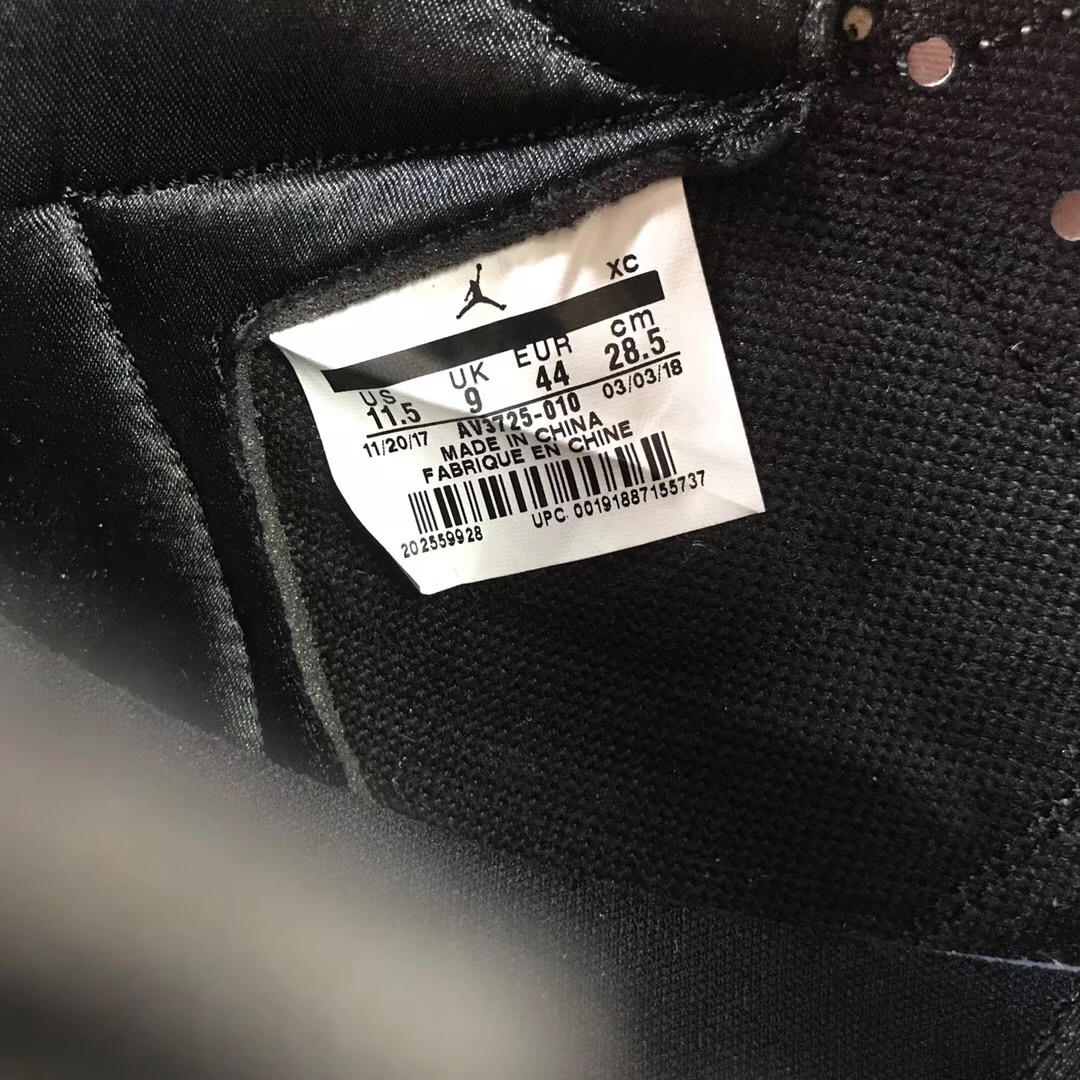 XC
US UK EUR cm
11.5 9 44 28.5
11/20/17 AV3725-010 03/03/18
MADE IN CHINA
FABRIQUE EN CHINE
202559928 UPC. 00191887155737